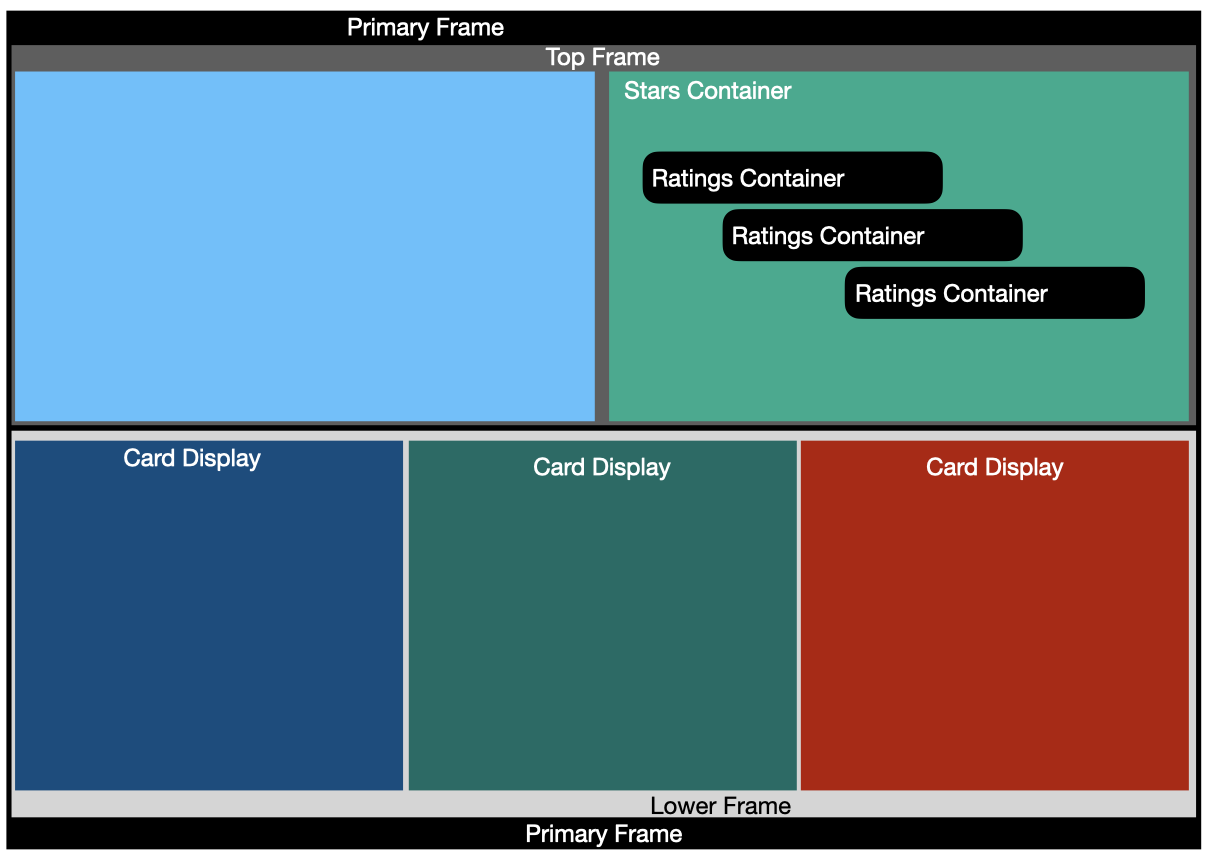 Primary Frame
Top Frame
Stars Container
Ratings Container
Ratings Container
Ratings Container
Card Display
Card Display
Card Display
Lower Frame
Primary Frame